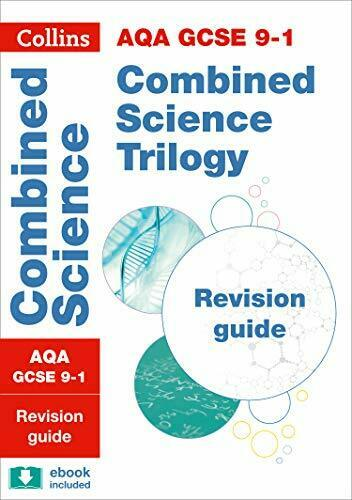 Collins
AQA GCSE 9-1
Combined
Science
Trilogy
Combined
Science
Revision
guide
AQA
GCSE 9-1
Revision
guide
ebook
included